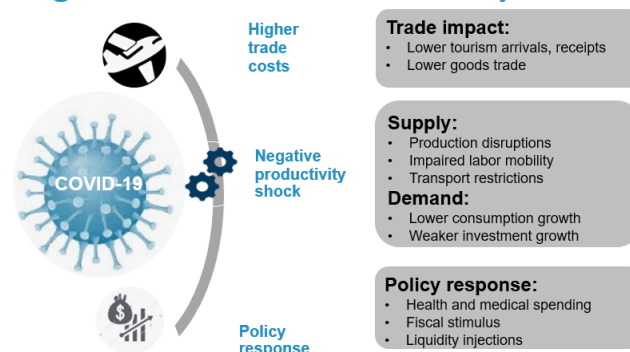 Higher
trade
costs
Trade impact:
• Lower tourism arrivals, receipts
• Lower goods trade
COVID-19
Negative
productivity
shock
Supply:
• Production disruptions
• Impaired labor mobility
• Transport restrictions
Demand:
• Lower consumption growth
• Weaker investment growth
$
Policy
response
Policy response:
• Health and medical spending
• Fiscal stimulus
• Liquidity injections